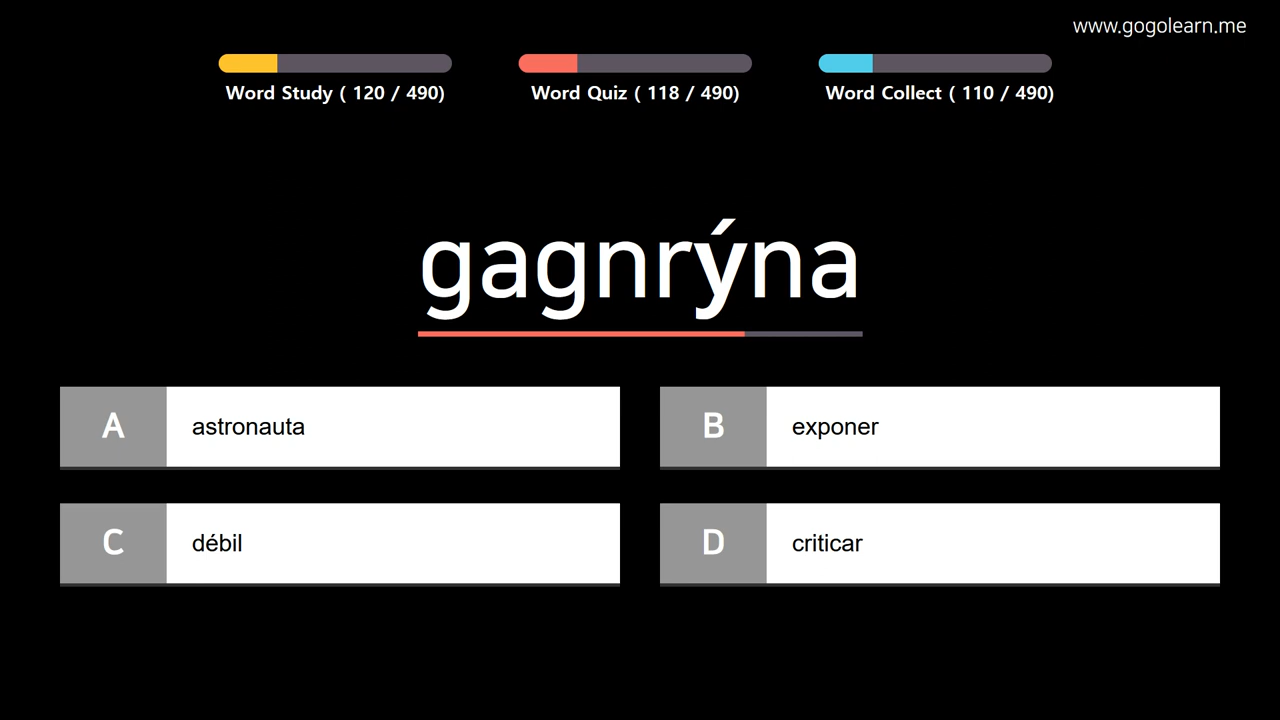 www.gogolearn.me
Word Study ( 120 / 490)
Word Quiz ( 118 / 490)
Word Collect ( 110 / 490)
gagnrýna
A
astronauta
B
exponer
C
débil
D
criticar